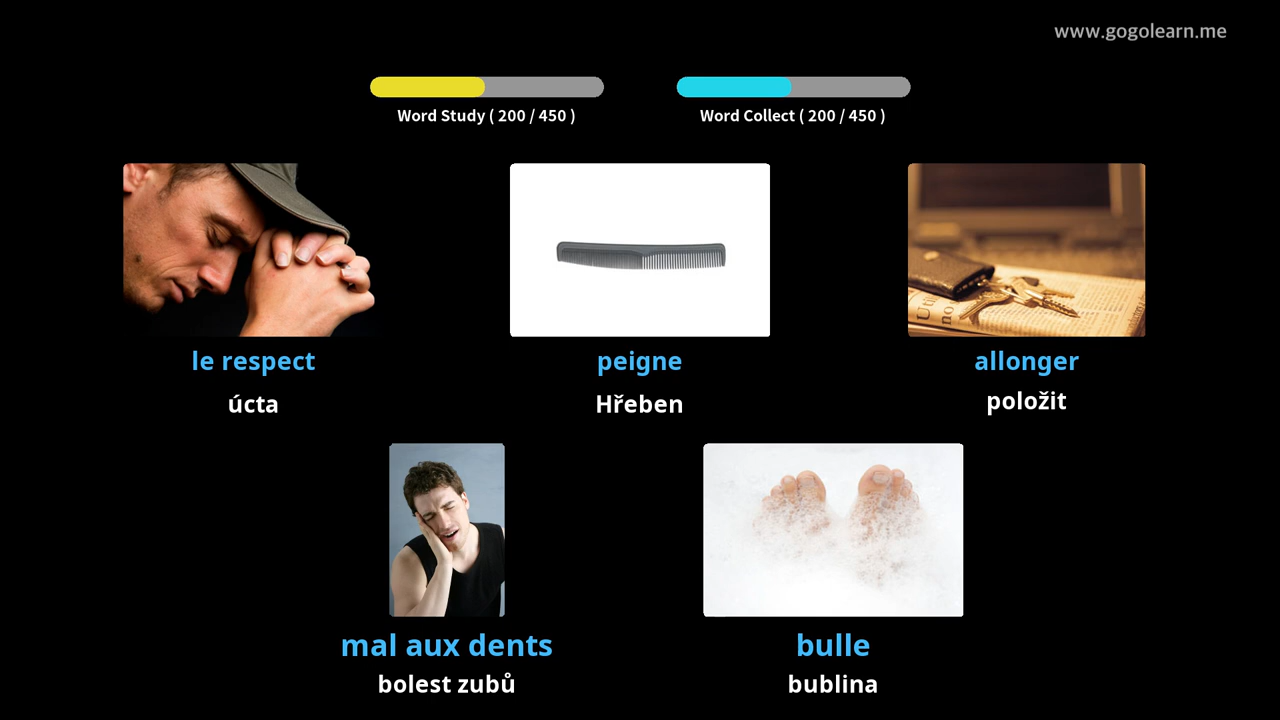 www.gogolearn.me
Word Study ( 200 / 450 )
Word Collect ( 200 / 450 )
le respect
úcta
peigne
Hřeben
allonger
položit
mal aux dents
bolest zubů
bulle
bublina